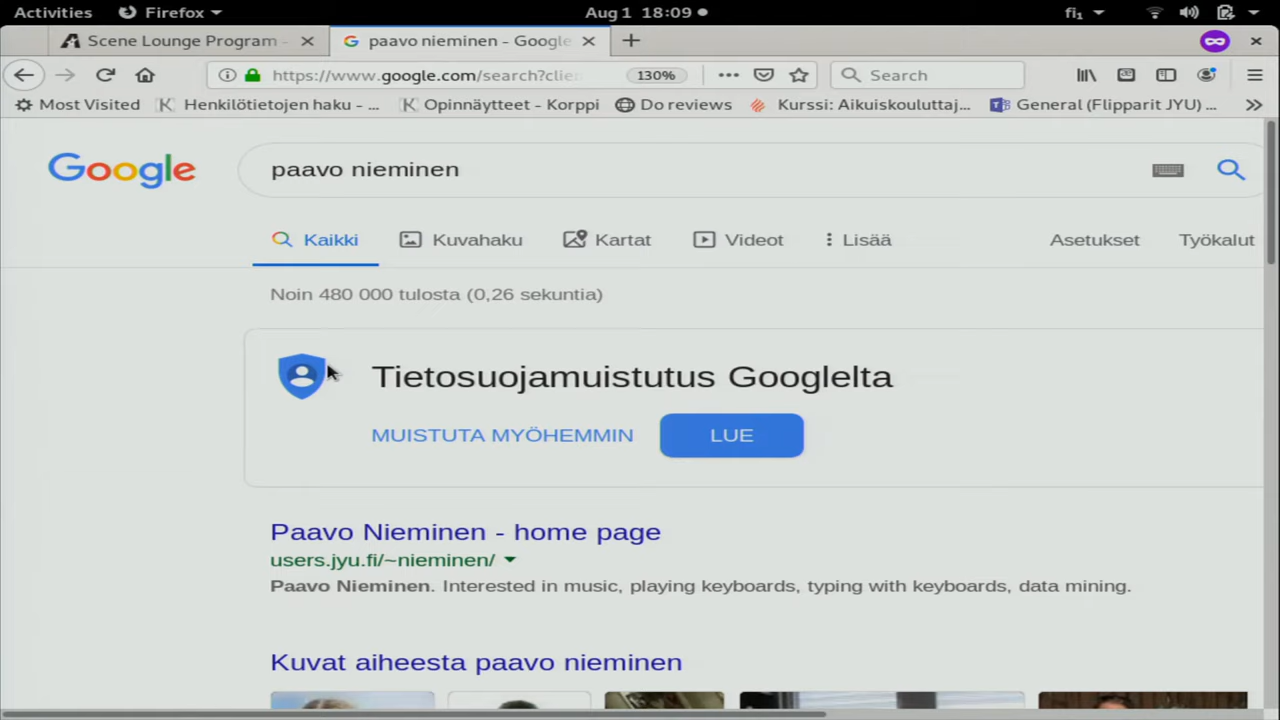 Activities Firefox Aug 1 18:09 fi₁
Scene Lounge Program - paavo nieminen - Google
https://www.google.com/search?clien 130% Search
Most Visited Henkilötietojen haku - ... Opinnäytteet - Korppi Do reviews Kurssi: Aikuiskouluttaj... General (Flipparit JYU) ...
Google paavo nieminen
Kaikki Kuvahaku Kartat Videot Lisää Asetukset Työkalut
Noin 480 000 tulosta (0,26 sekuntia)
Tietosuojamuistutus Googlelta
MUISTUTA MYÖHEMMIN LUE
Paavo Nieminen - home page
users.jyu.fi/~nieminen/
Paavo Nieminen. Interested in music, playing keyboards, typing with keyboards, data mining.
Kuvat aiheesta paavo nieminen